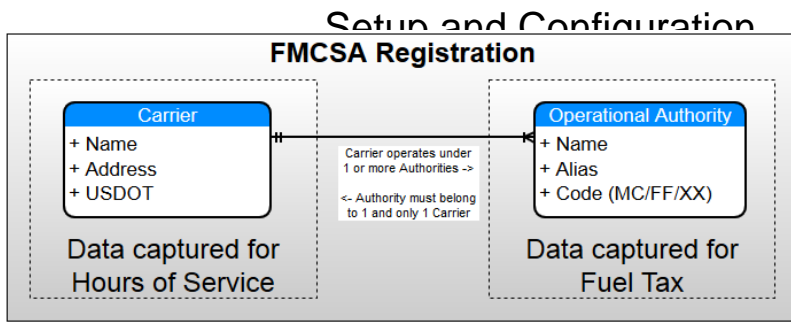 Setup and Configuration
FMCSA Registration
Carrier
+ Name
+ Address
+ USDOT
Carrier operates under
1 or more Authorities ->
<- Authority must belong
to 1 and only 1 Carrier
Operational Authority
+ Name
+ Alias
+ Code (MC/FF/XX)
Data captured for
Hours of Service
Data captured for
Fuel Tax